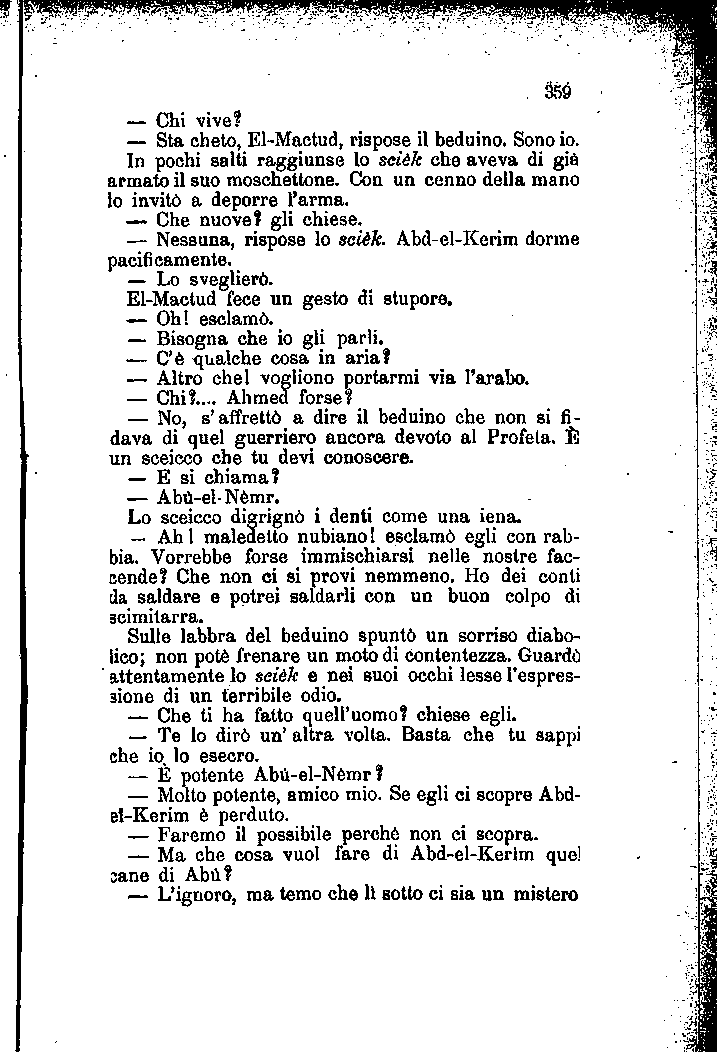 359
— Chi vive?
— Sta cheto, El-Mactud, rispose il beduino. Sono io.
In pochi salti raggiunse lo scièk che aveva di già
armato il suo moschettone. Con un cenno della mano
lo invitò a deporre l'arma.
— Che nuove? gli chiese.
— Nessuna, rispose lo scièk. Abd-el-Kerim dorme
pacificamente.
— Lo sveglierò.
El-Mactud fece un gesto di stupore.
— Oh! esclamò.
— Bisogna che io gli parli.
— C'è qualche cosa in aria?
— Altro che! vogliono portarmi via l'arabo.
— Chi?.... Ahmed forse?
— No, s'affrettò a dire il beduino che non si fi-
dava di quel guerriero ancora devoto al Profeta. È
un sceicco che tu devi conoscere.
— E si chiama?
— Abù-el-Nèmr.
Lo sceicco digrignò i denti come una iena.
— Ah! maledetto nubiano! esclamò egli con rab-
bia. Vorrebbe forse immischiarsi nelle nostre fac-
cende? Che non ci si provi nemmeno. Ho dei conti
da saldare e potrei saldarli con un buon colpo di
scimitarra.
Sulle labbra del beduino spuntò un sorriso diabo-
lico; non potè frenare un moto di contentezza. Guardò
attentamente lo scièk e nei suoi occhi lesse l'espres-
sione di un terribile odio.
— Che ti ha fatto quell'uomo? chiese egli.
— Te lo dirò un' altra volta. Basta che tu sappi
che io lo esecro.
— È potente Abù-el-Nèmr?
— Molto potente, amico mio. Se egli ci scopre Abd-
el-Kerim è perduto.
— Faremo il possibile perchè non ci scopra.
— Ma che cosa vuol fare di Abd-el-Kerim quel
cane di Abù?
— L'ignoro, ma temo che lì sotto ci sia un mistero